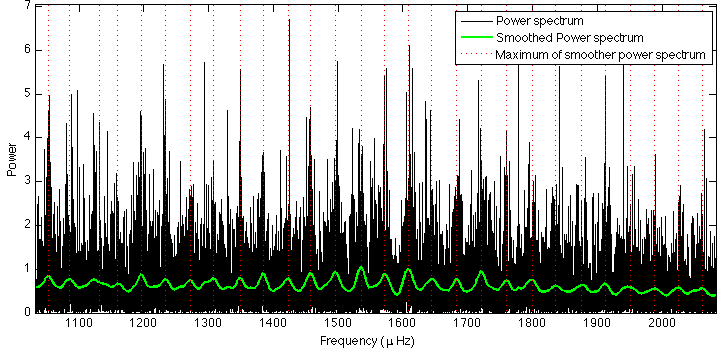 7
6
5
4
3
2
1
0
Power
Power spectrum
Smoothed Power spectrum
Maximum of smoother power spectrum
1100 1200 1300 1400 1500 1600 1700 1800 1900 2000
Frequency (μ Hz)